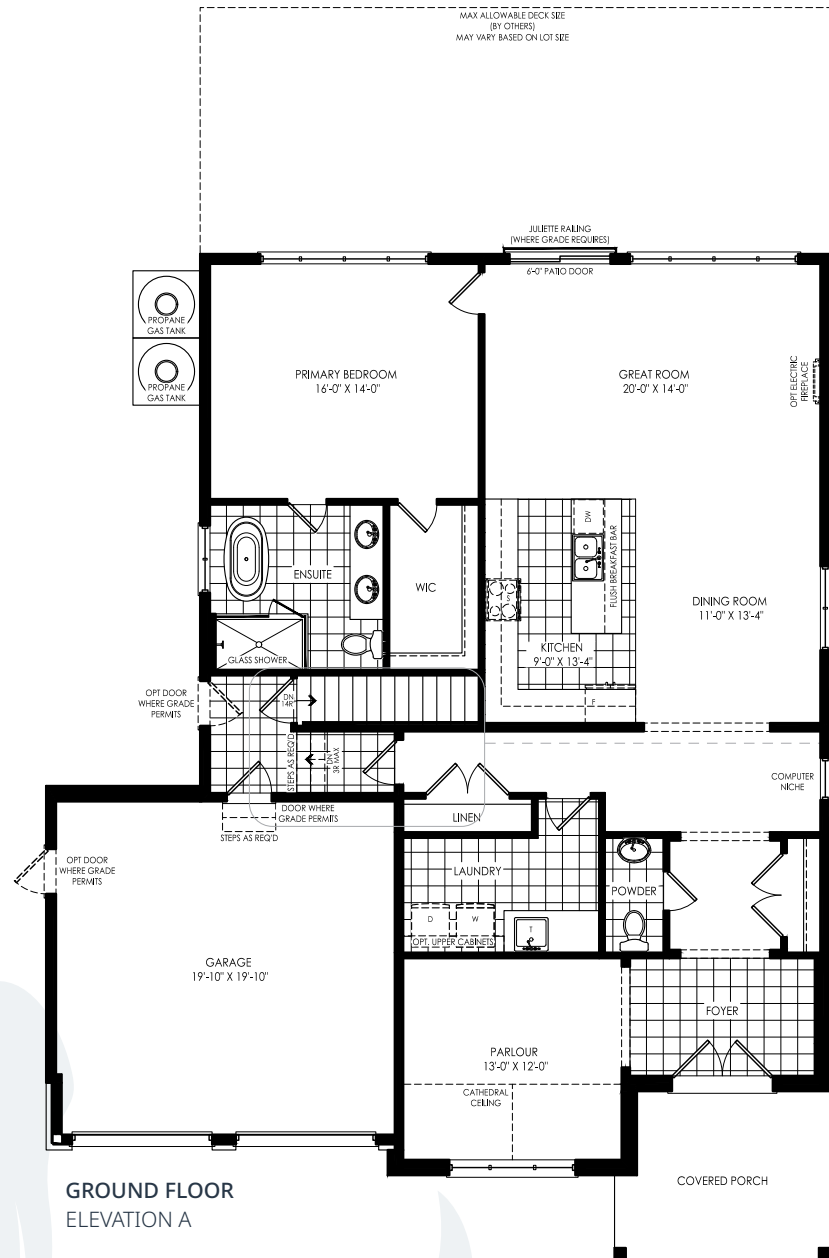 MAX ALLOWABLE DECK SIZE
(BY OTHERS)
MAY VARY BASED ON LOT SIZE
JULIETTE RAILING
(WHERE GRADE REQUIRES)
6'-0" PATIO DOOR
PROPANE
GAS TANK
PROPANE
GAS TANK
PRIMARY BEDROOM
16'-0" X 14'-0"
GREAT ROOM
20'-0" X 14'-0"
OPT ELECTRIC
FIREPLACE
ENSUITE
WIC
DW
FLUSH BREAKFAST BAR
S
DINING ROOM
11'-0" X 13'-4"
KITCHEN
9'-0" X 13'-4"
GLASS SHOWER
F
OPT DOOR
WHERE GRADE
PERMITS
DN
14R
STEPS AS REQ'D
DN
3R MAX
COMPUTER
NICHE
DOOR WHERE
GRADE PERMITS
STEPS AS REQ'D
LINEN
OPT DOOR
WHERE GRADE
PERMITS
LAUNDRY
POWDER
D
W
T
OPT. UPPER CABINETS
GARAGE
19'-10" X 19'-10"
FOYER
PARLOUR
13'-0" X 12'-0"
CATHEDRAL
CEILING
COVERED PORCH
GROUND FLOOR
ELEVATION A